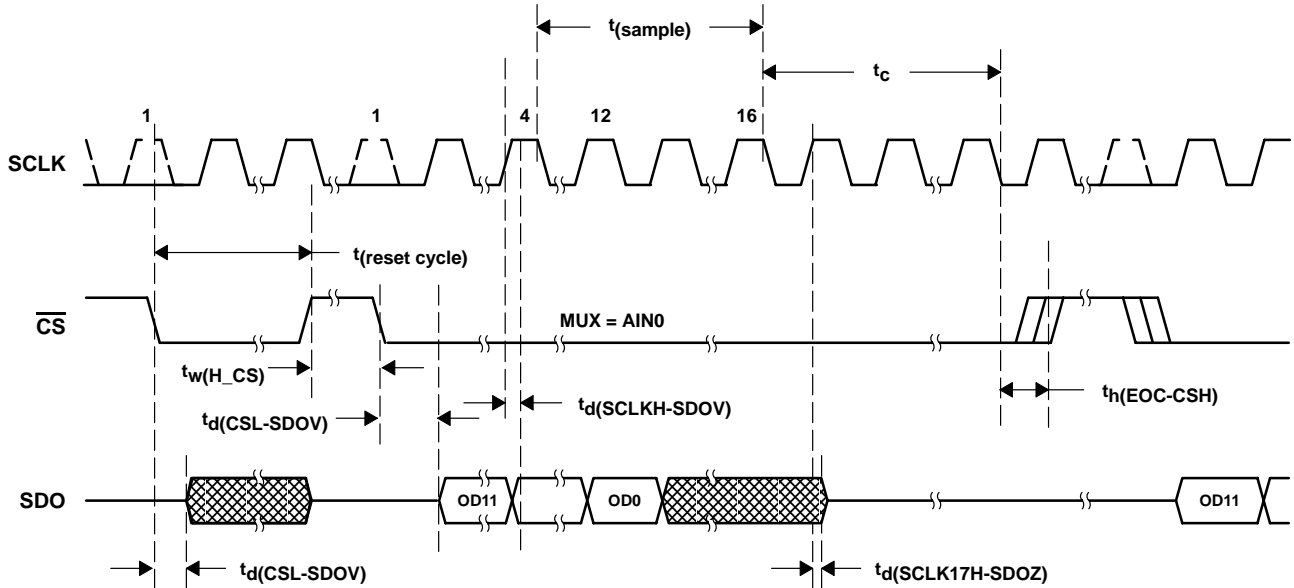 t(sample)
tc
1 1 4 12 16
SCLK
t(reset cycle)
CS
MUX = AIN0
tw(H_CS)
th(EOC-CSH)
td(CSL-SDOV)
td(SCLKH-SDOV)
SDO
OD11 OD0 OD11
td(CSL-SDOV)
td(SCLK17H-SDOZ)